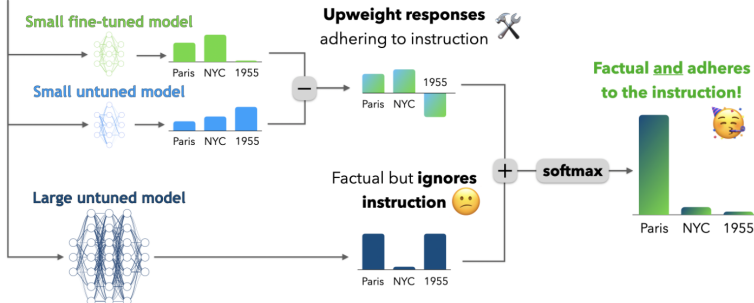 Small fine-tuned model
Paris NYC 1955
Small untuned model
Paris NYC 1955
Upweight responses
adhering to instruction
−
1955
Paris NYC
Large untuned model
Factual but ignores
instruction
Paris NYC 1955
+
softmax
Factual and adheres
to the instruction!
Paris NYC 1955